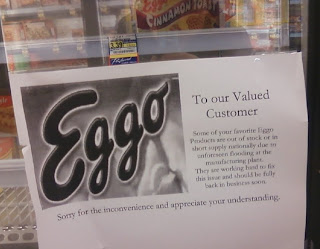 CINNAMON TOAST
Eggo
To our Valued
Customer
Some of your favorite Eggo
Products are out of stock or in
short supply nationally due to
unforeseen flooding at the
manufacturing plant.
They are working hard to fix
this issue and should be fully
back in business soon.
Sorry for the inconvenience and appreciate your understanding.